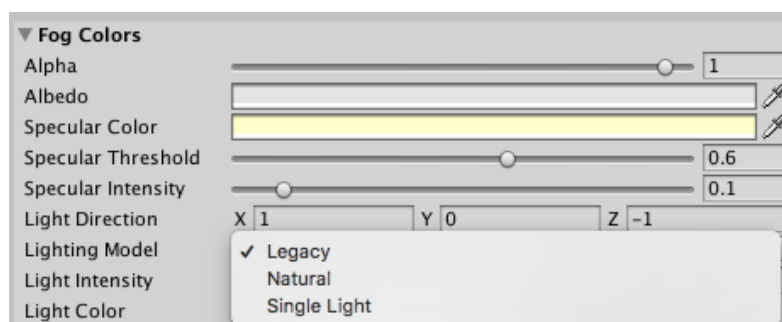 Fog Colors
Alpha 1
Albedo
Specular Color
Specular Threshold 0.6
Specular Intensity 0.1
Light Direction X 1 Y 0 Z -1
Lighting Model ✓ Legacy
Light Intensity Natural
Light Color Single Light